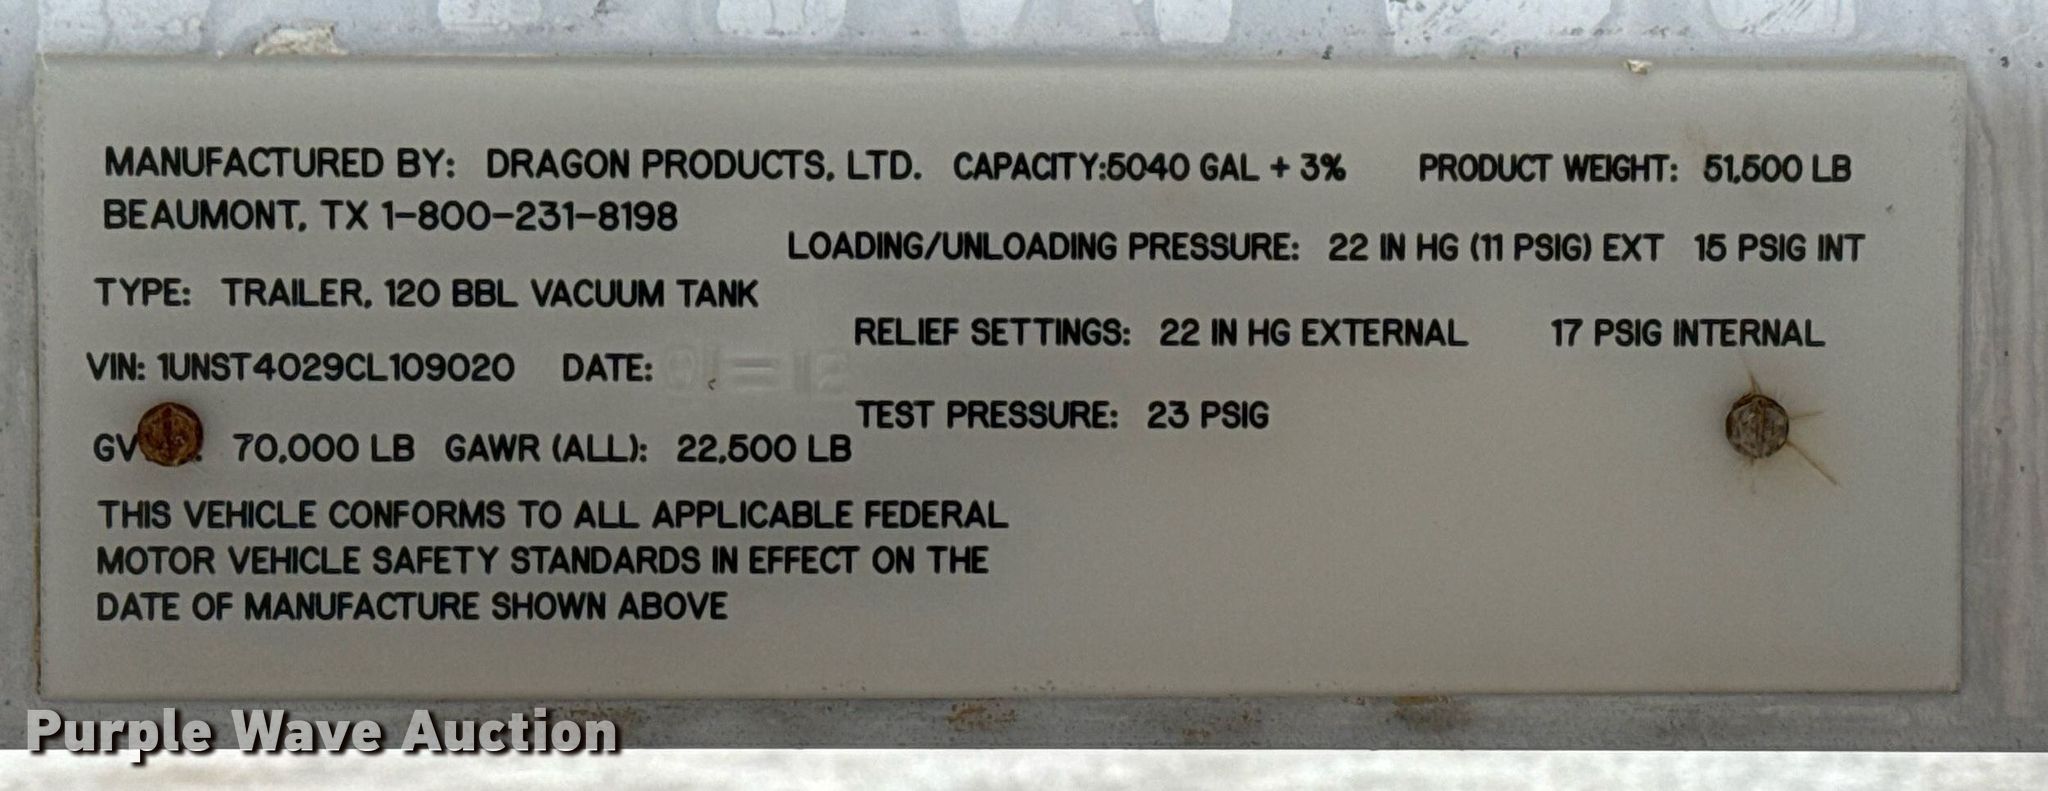 MANUFACTURED BY: DRAGON PRODUCTS, LTD.
BEAUMONT, TX 1-800-231-8198
TYPE: TRAILER, 120 BBL VACUUM TANK
VIN: 1UNST4029CL109020 DATE:
GV 70,000 LB GAWR (ALL): 22,500 LB
THIS VEHICLE CONFORMS TO ALL APPLICABLE FEDERAL
MOTOR VEHICLE SAFETY STANDARDS IN EFFECT ON THE
DATE OF MANUFACTURE SHOWN ABOVE
CAPACITY:5040 GAL + 3% PRODUCT WEIGHT: 51,500 LB
LOADING/UNLOADING PRESSURE: 22 IN HG (11 PSIG) EXT 15 PSIG INT
RELIEF SETTINGS: 22 IN HG EXTERNAL 17 PSIG INTERNAL
TEST PRESSURE: 23 PSIG
Purple Wave Auction